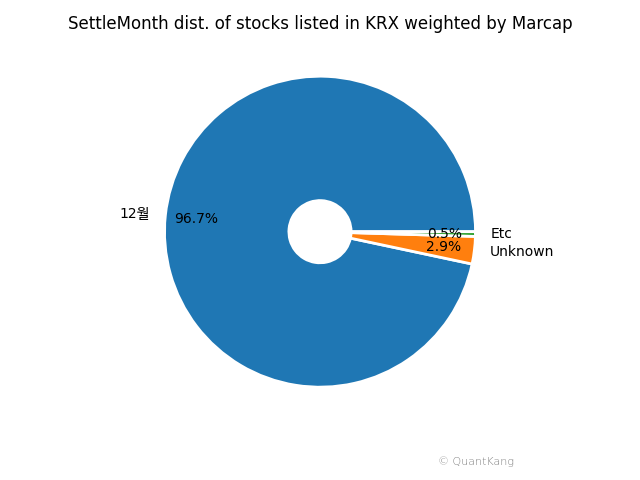 SettleMonth dist. of stocks listed in KRX weighted by Marcap
12월
96.7%
0.5%
Etc
2.9%
Unknown
© QuantKang